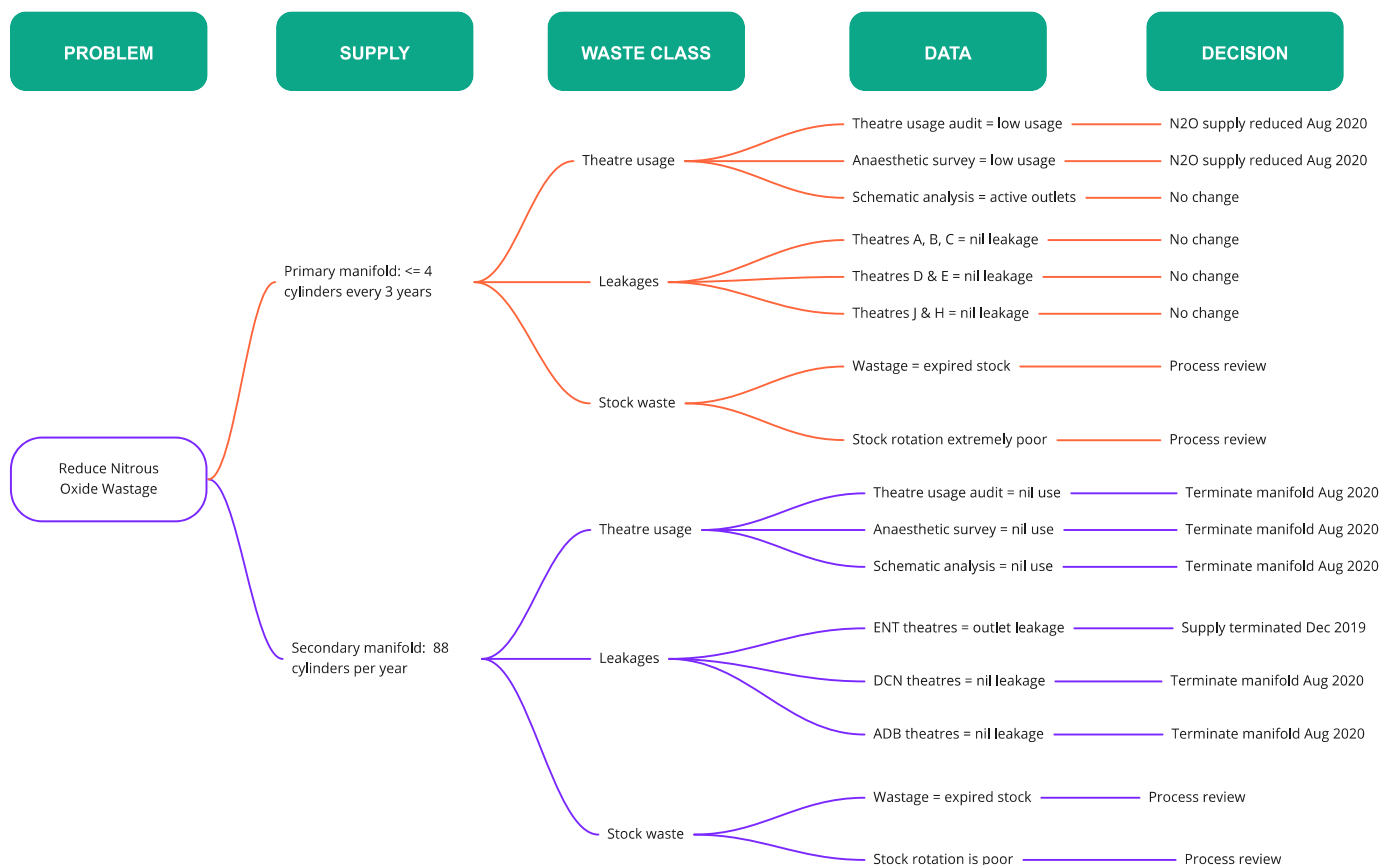 PROBLEM
SUPPLY
WASTE CLASS
DATA
DECISION
Theatre usage audit = low usage
N2O supply reduced Aug 2020
Theatre usage
Anaesthetic survey = low usage
N2O supply reduced Aug 2020
Schematic analysis = active outlets
No change
Primary manifold: <= 4
cylinders every 3 years
Theatres A, B, C = nil leakage
No change
Leakages
Theatres D & E = nil leakage
No change
Theatres J & H = nil leakage
No change
Wastage = expired stock
Process review
Stock waste
Stock rotation extremely poor
Process review
Reduce Nitrous
Oxide Wastage
Theatre usage audit = nil use
Terminate manifold Aug 2020
Theatre usage
Anaesthetic survey = nil use
Terminate manifold Aug 2020
Schematic analysis = nil use
Terminate manifold Aug 2020
Secondary manifold:  88
cylinders per year
ENT theatres = outlet leakage
Supply terminated Dec 2019
Leakages
DCN theatres = nil leakage
Terminate manifold Aug 2020
ADB theatres = nil leakage
Terminate manifold Aug 2020
Wastage = expired stock
Process review
Stock waste
Stock rotation is poor
Process review